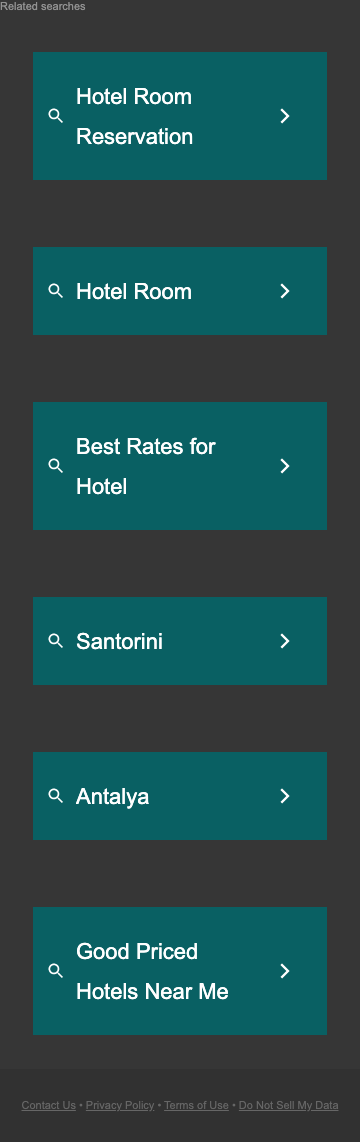 Related searches
Hotel Room
Reservation
Hotel Room
Best Rates for
Hotel
Santorini
Antalya
Good Priced
Hotels Near Me
Contact Us • Privacy Policy • Terms of Use • Do Not Sell My Data